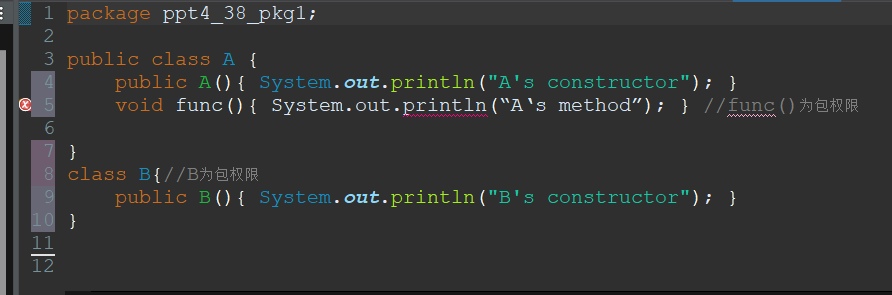 1 package ppt4_38_pkg1;
2
3 public class A {
4 public A(){ System.out.println("A's constructor"); }
5 void func(){ System.out.println(“A‘s method”); } //func()为包权限
6
7 }
8 class B{//B为包权限
9 public B(){ System.out.println("B's constructor"); }
10 }
11
12